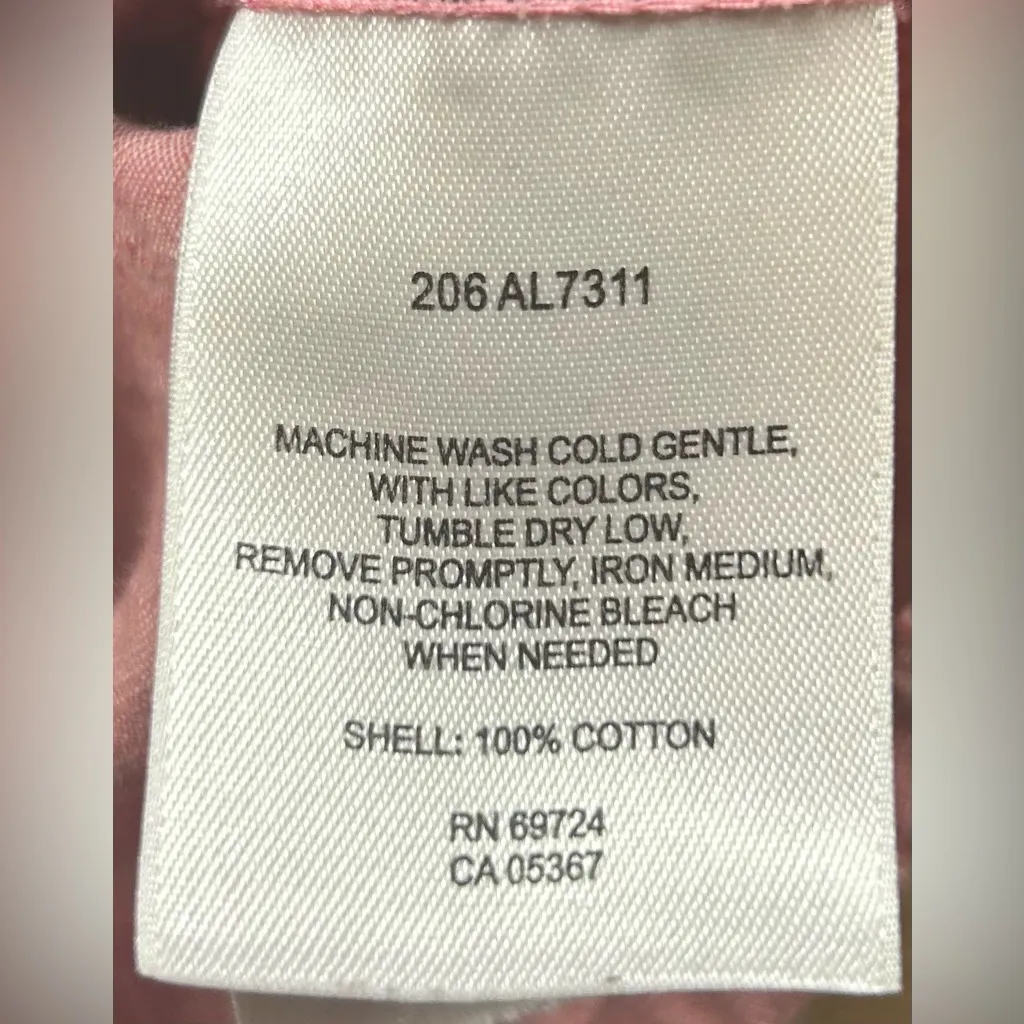 206 AL7311
MACHINE WASH COLD GENTLE,
WITH LIKE COLORS,
TUMBLE DRY LOW,
REMOVE PROMPTLY, IRON MEDIUM,
NON-CHLORINE BLEACH
WHEN NEEDED
SHELL: 100% COTTON
RN 69724
CA 05367